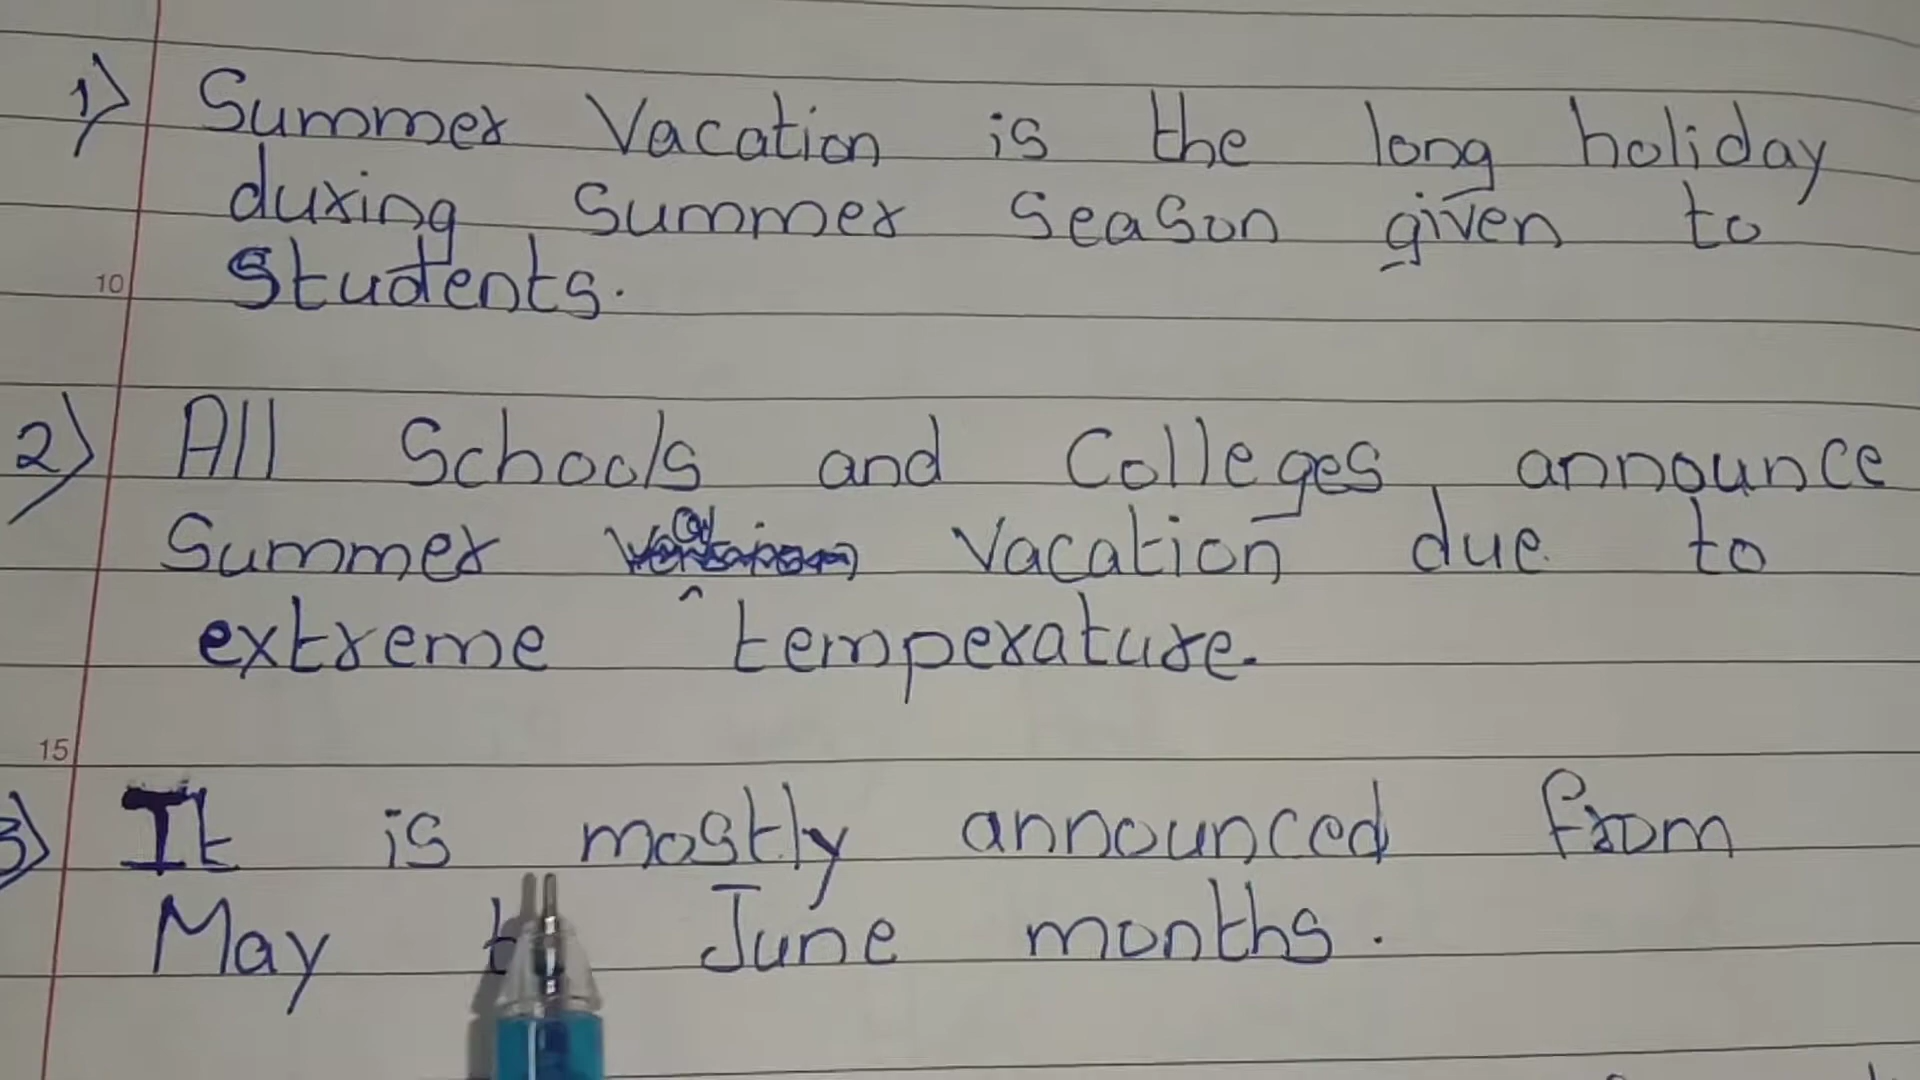 1) Summer Vacation is the long holiday
during Summer Season given to
10 Students.
2) All Schools and Colleges announce
Summer Vacation due to
extreme temperature.
15
3) It is mostly announced from
May t June months.